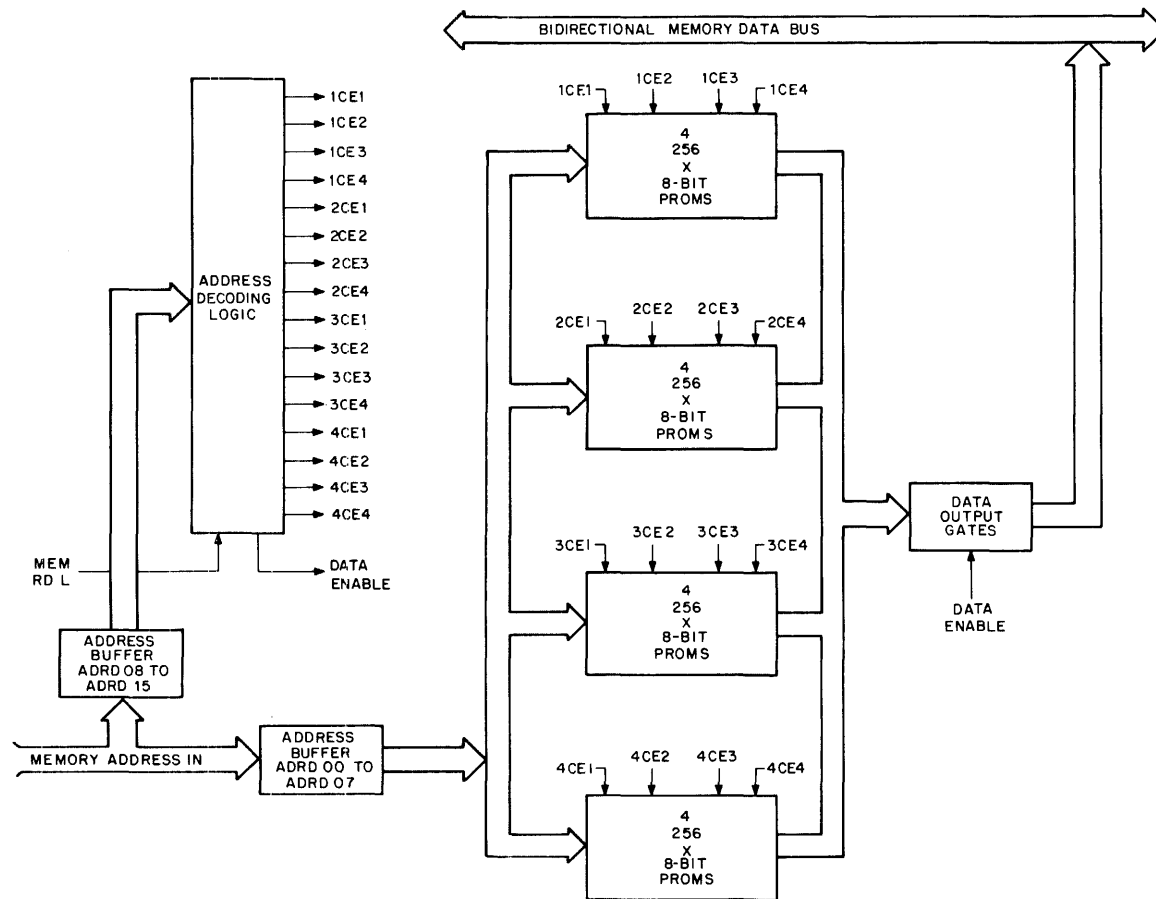 BIDIRECTIONAL MEMORY DATA BUS
1CE1
1CE2
1CE3
1CE4
2CE1
2CE2
2CE3
2CE4
3CE1
3CE2
3CE3
3CE4
4CE1
4CE2
4CE3
4CE4
ADDRESS
DECODING
LOGIC
MEM
RD L
DATA
ENABLE
ADDRESS
BUFFER
ADRD 08 TO
ADRD 15
MEMORY ADDRESS IN
ADDRESS
BUFFER
ADRD 00 TO
ADRD 07
1CE1
1CE2
1CE3
1CE4
4
256
X
8-BIT
PROMS
2CE1
2CE2
2CE3
2CE4
4
256
X
8-BIT
PROMS
3CE1
3CE2
3CE3
3CE4
4
256
X
8-BIT
PROMS
4CE1
4CE2
4CE3
4CE4
4
256
X
8-BIT
PROMS
DATA
OUTPUT
GATES
DATA
ENABLE